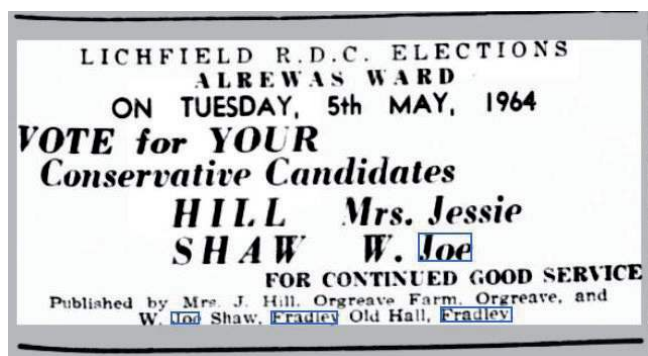 LICHFIELD R.D.C. ELECTIONS
ALREWAS WARD
ON TUESDAY, 5th MAY, 1964
VOTE for YOUR
Conservative Candidates
HILL Mrs. Jessie
SHAW W. Joe
FOR CONTINUED GOOD SERVICE
Published by Mrs. J. Hill, Orgreave Farm, Orgreave, and
W. Joe Shaw, Fradley Old Hall, Fradley